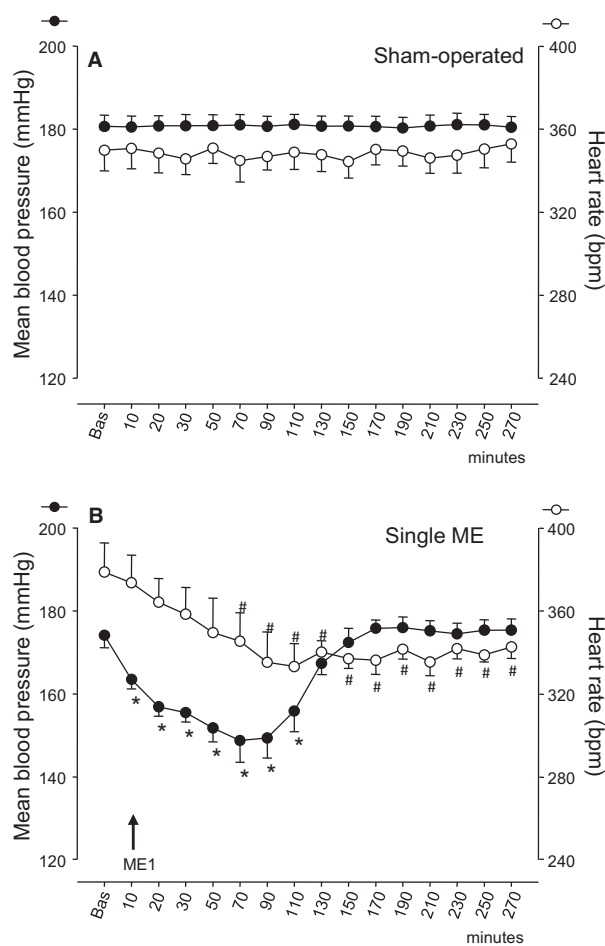 A
Sham-operated
Mean blood pressure (mmHg)
200
180
160
140
120
Heart rate (bpm)
400
360
320
280
240
Bas 10 20 30 50 70 90 110 130 150 170 190 210 230 250 270
minutes
B
Single ME
Mean blood pressure (mmHg)
200
180
160
140
120
Heart rate (bpm)
400
360
320
280
240
# # # #
# # # # # # #
* * * * * * *
ME1
Bas 10 20 30 50 70 90 110 130 150 170 190 210 230 250 270
minutes